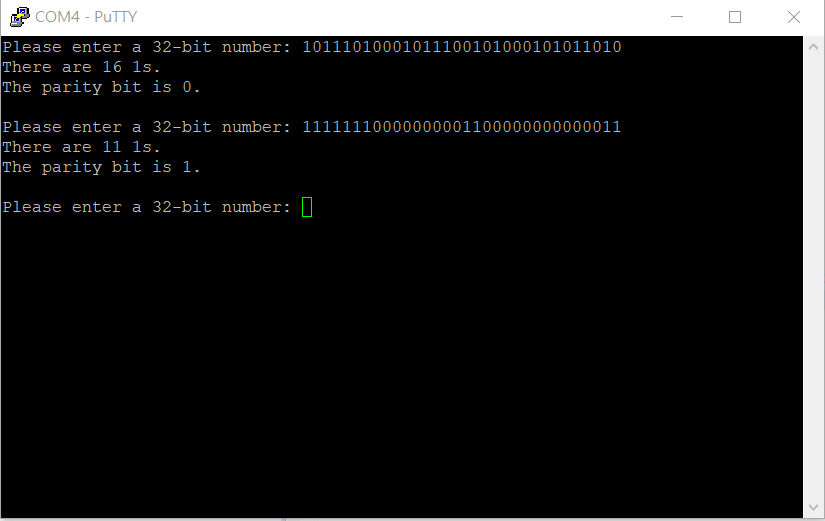 COM4 - PuTTY
Please enter a 32-bit number: 10111010001011100101000101011010
There are 16 1s.
The parity bit is 0.
Please enter a 32-bit number: 11111110000000001100000000000011
There are 11 1s.
The parity bit is 1.
Please enter a 32-bit number: